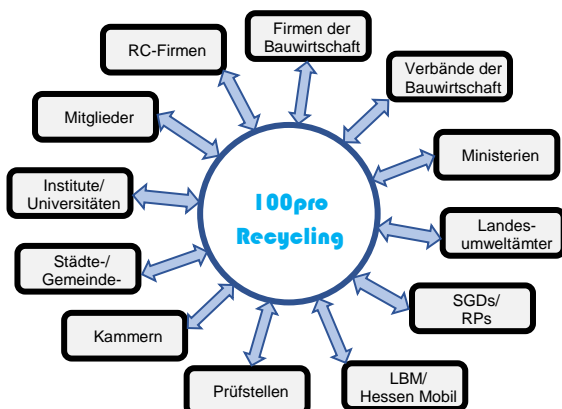 Firmen der
Bauwirtschaft
RC-Firmen
Verbände der
Bauwirtschaft
Mitglieder
Ministerien
Institute/
Universitäten
100pro
Recycling
Landes-
umweltämter
Städte-/
Gemeinde-
SGDs/
RPs
Kammern
Prüfstellen
LBM/
Hessen Mobil